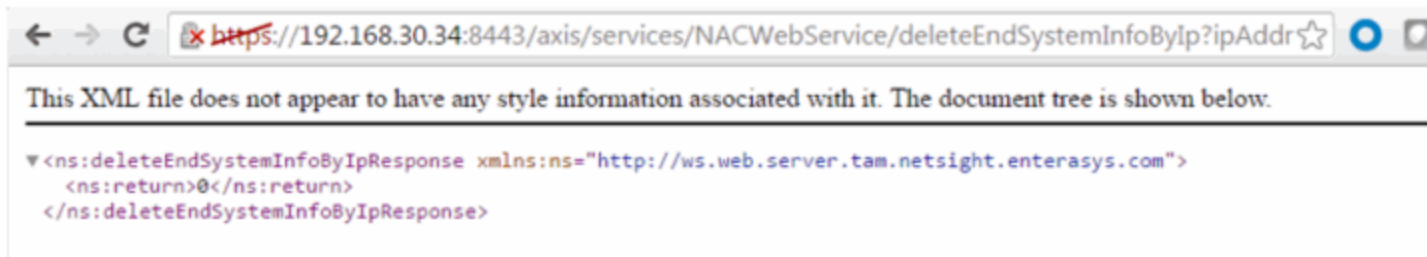 https://192.168.30.34:8443/axis/services/NACWebService/deleteEndSystemInfoByIp?ipAddr
This XML file does not appear to have any style information associated with it. The document tree is shown below.
▼<ns:deleteEndSystemInfoByIpResponse xmlns:ns="http://ws.web.server.tam.netsight.enterasys.com">
<ns:return>0</ns:return>
</ns:deleteEndSystemInfoByIpResponse>